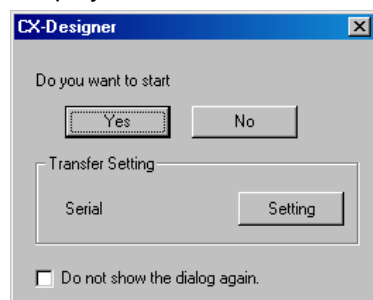 CX-Designer
Do you want to start
Yes No
Transfer Setting
Serial Setting
Do not show the dialog again.